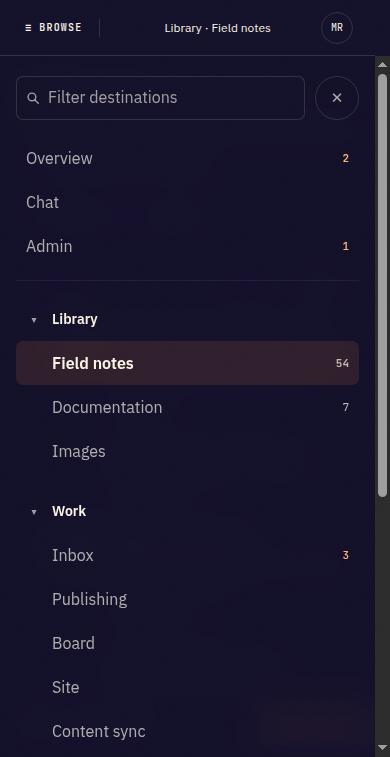 ≡ BROWSE
Library · Field notes
MR
Filter destinations
✕
Overview 2
Chat
Admin 1
▾ Library
Field notes 54
Documentation 7
Images
▾ Work
Inbox 3
Publishing
Board
Site
Content sync